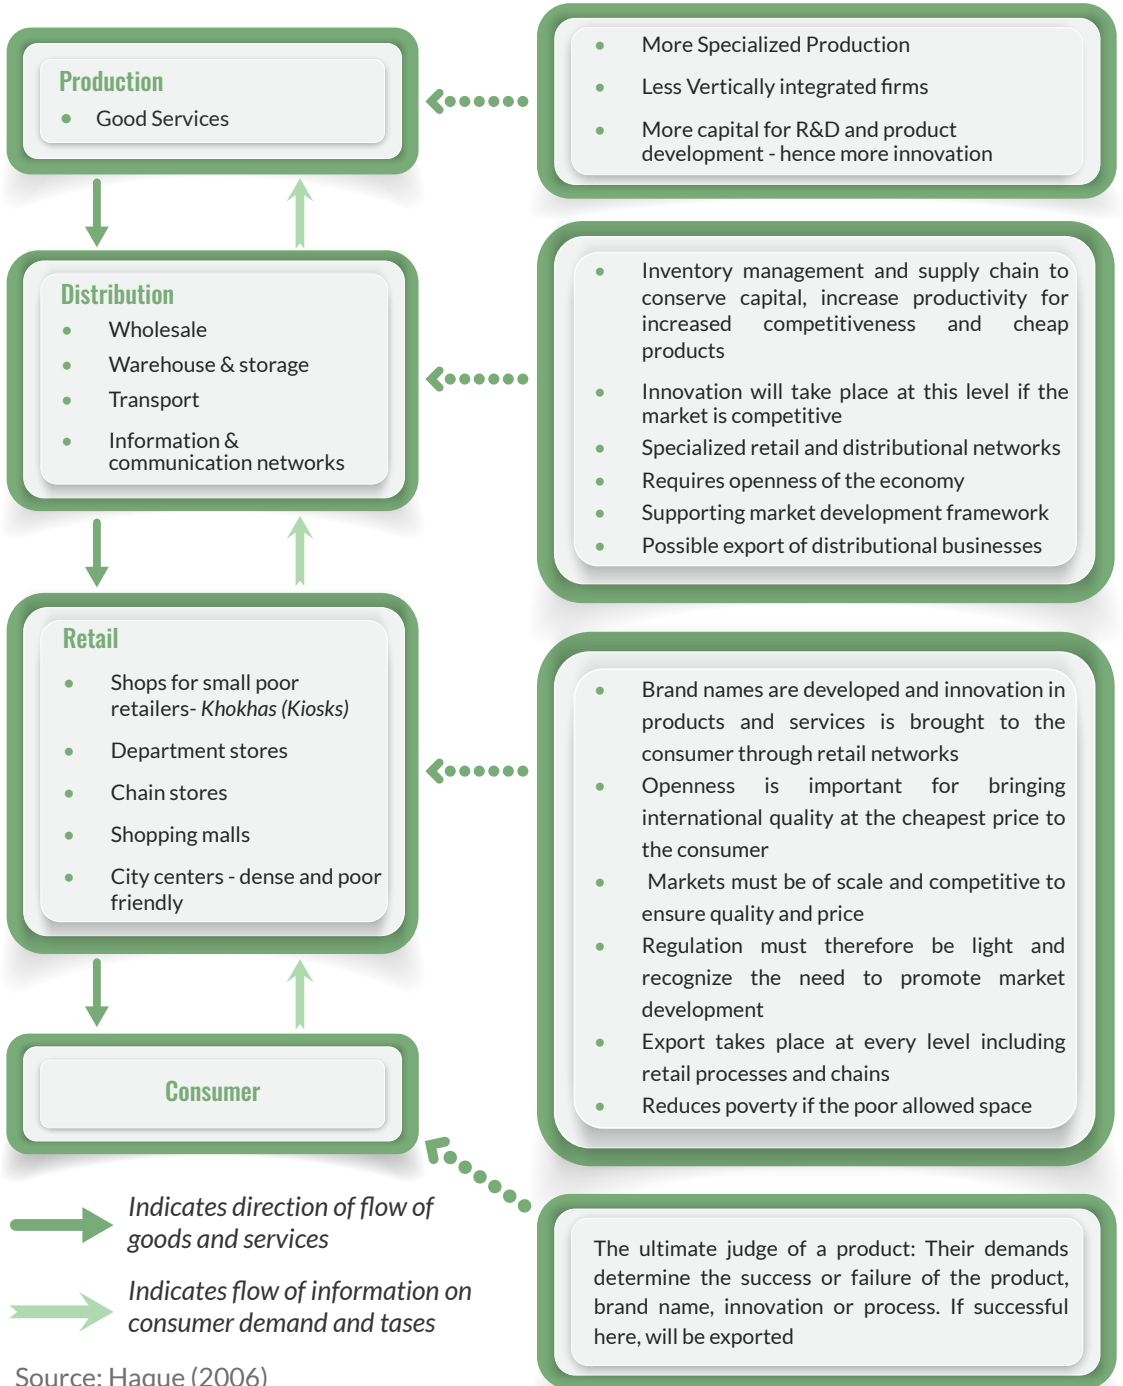 Production
• Good Services
• More Specialized Production
• Less Vertically integrated firms
• More capital for R&D and product
development - hence more innovation
Distribution
• Wholesale
• Warehouse & storage
• Transport
• Information &
communication networks
• Inventory management and supply chain to
conserve capital, increase productivity for
increased competitiveness and cheap
products
• Innovation will take place at this level if the
market is competitive
• Specialized retail and distributional networks
• Requires openness of the economy
• Supporting market development framework
• Possible export of distributional businesses
Retail
• Shops for small poor
retailers- Khokhas (Kiosks)
• Department stores
• Chain stores
• Shopping malls
• City centers - dense and poor
friendly
• Brand names are developed and innovation in
products and services is brought to the
consumer through retail networks
• Openness is important for bringing
international quality at the cheapest price to
the consumer
• Markets must be of scale and competitive to
ensure quality and price
• Regulation must therefore be light and
recognize the need to promote market
development
• Export takes place at every level including
retail processes and chains
• Reduces poverty if the poor allowed space
Consumer
The ultimate judge of a product: Their demands
determine the success or failure of the product,
brand name, innovation or process. If successful
here, will be exported
Indicates direction of flow of
goods and services
Indicates flow of information on
consumer demand and tases
Source: Haque (2006)